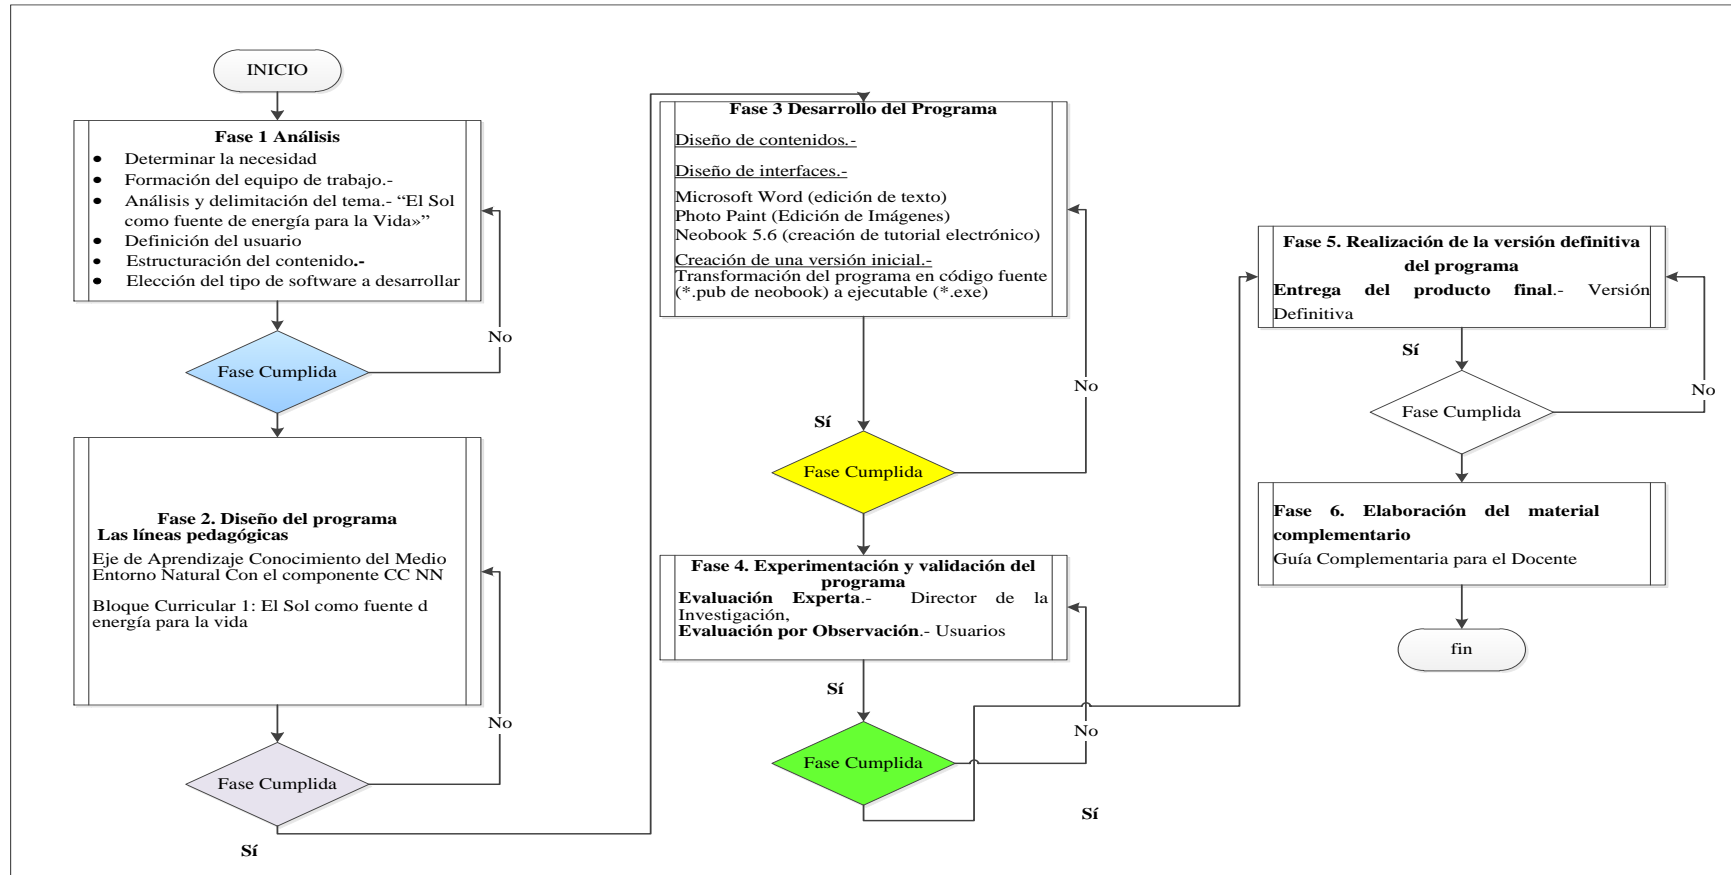 INICIO
Fase 1 Análisis
● Determinar la necesidad
● Formación del equipo de trabajo.-
● Análisis y delimitación del tema.- “El Sol
como fuente de energía para la Vida»”
● Definición del usuario
● Estructuración del contenido.-
● Elección del tipo de software a desarrollar
No
Fase Cumplida
Fase 2. Diseño del programa
Las líneas pedagógicas
Eje de Aprendizaje Conocimiento del Medio
Entorno Natural Con el componente CC NN
Bloque Curricular 1: El Sol como fuente d
energía para la vida
No
Fase Cumplida
Sí
Fase 3 Desarrollo del Programa
Diseño de contenidos.-
Diseño de interfaces.-
Microsoft Word (edición de texto)
Photo Paint (Edición de Imágenes)
Neobook 5.6 (creación de tutorial electrónico)
Creación de una versión inicial.-
Transformación del programa en código fuente
(*.pub de neobook) a ejecutable (*.exe)
No
Sí
Fase Cumplida
Fase 4. Experimentación y validación del
programa
Evaluación Experta.- Director de la
Investigación,
Evaluación por Observación.- Usuarios
Sí
No
Fase Cumplida
Sí
Fase 5. Realización de la versión definitiva
del programa
Entrega del producto final.- Versión
Definitiva
Sí
No
Fase Cumplida
Fase 6. Elaboración del material
complementario
Guía Complementaria para el Docente
fin